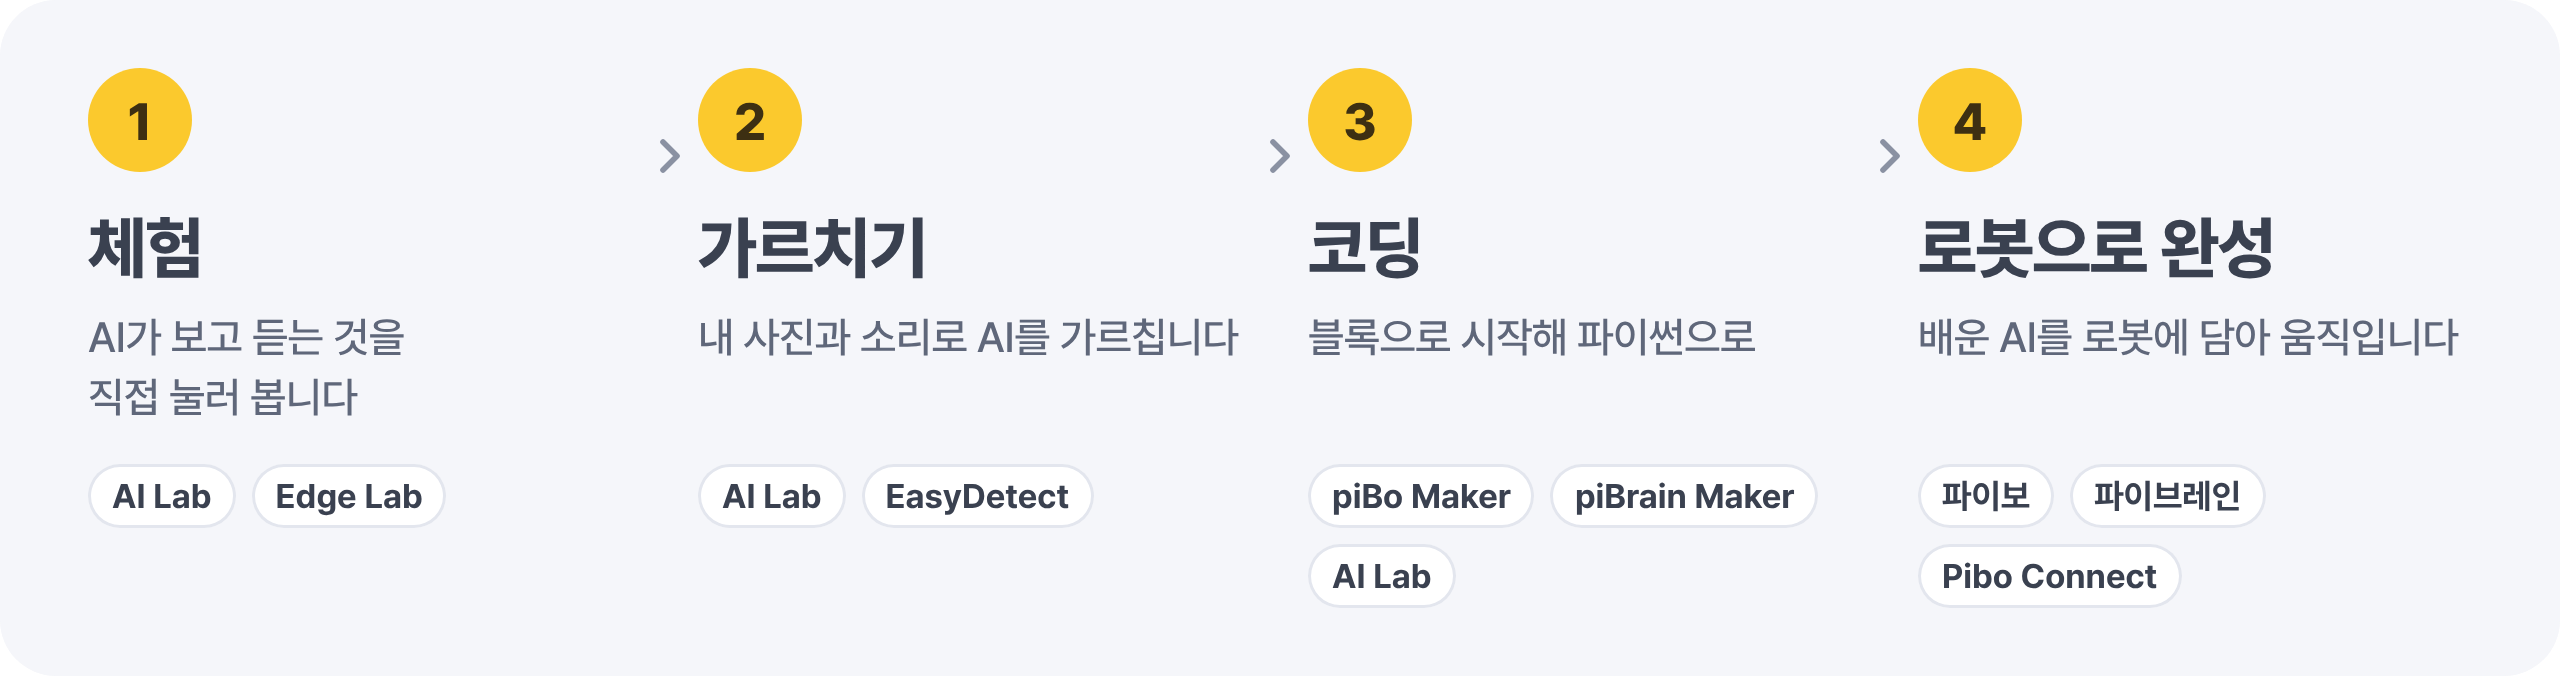 1
체험
AI가 보고 듣는 것을
직접 눌러 봅니다
AI Lab
Edge Lab
2
가르치기
내 사진과 소리로 AI를 가르칩니다
AI Lab
EasyDetect
3
코딩
블록으로 시작해 파이썬으로
piBo Maker
piBrain Maker
AI Lab
4
로봇으로 완성
배운 AI를 로봇에 담아 움직입니다
파이보
파이브레인
Pibo Connect